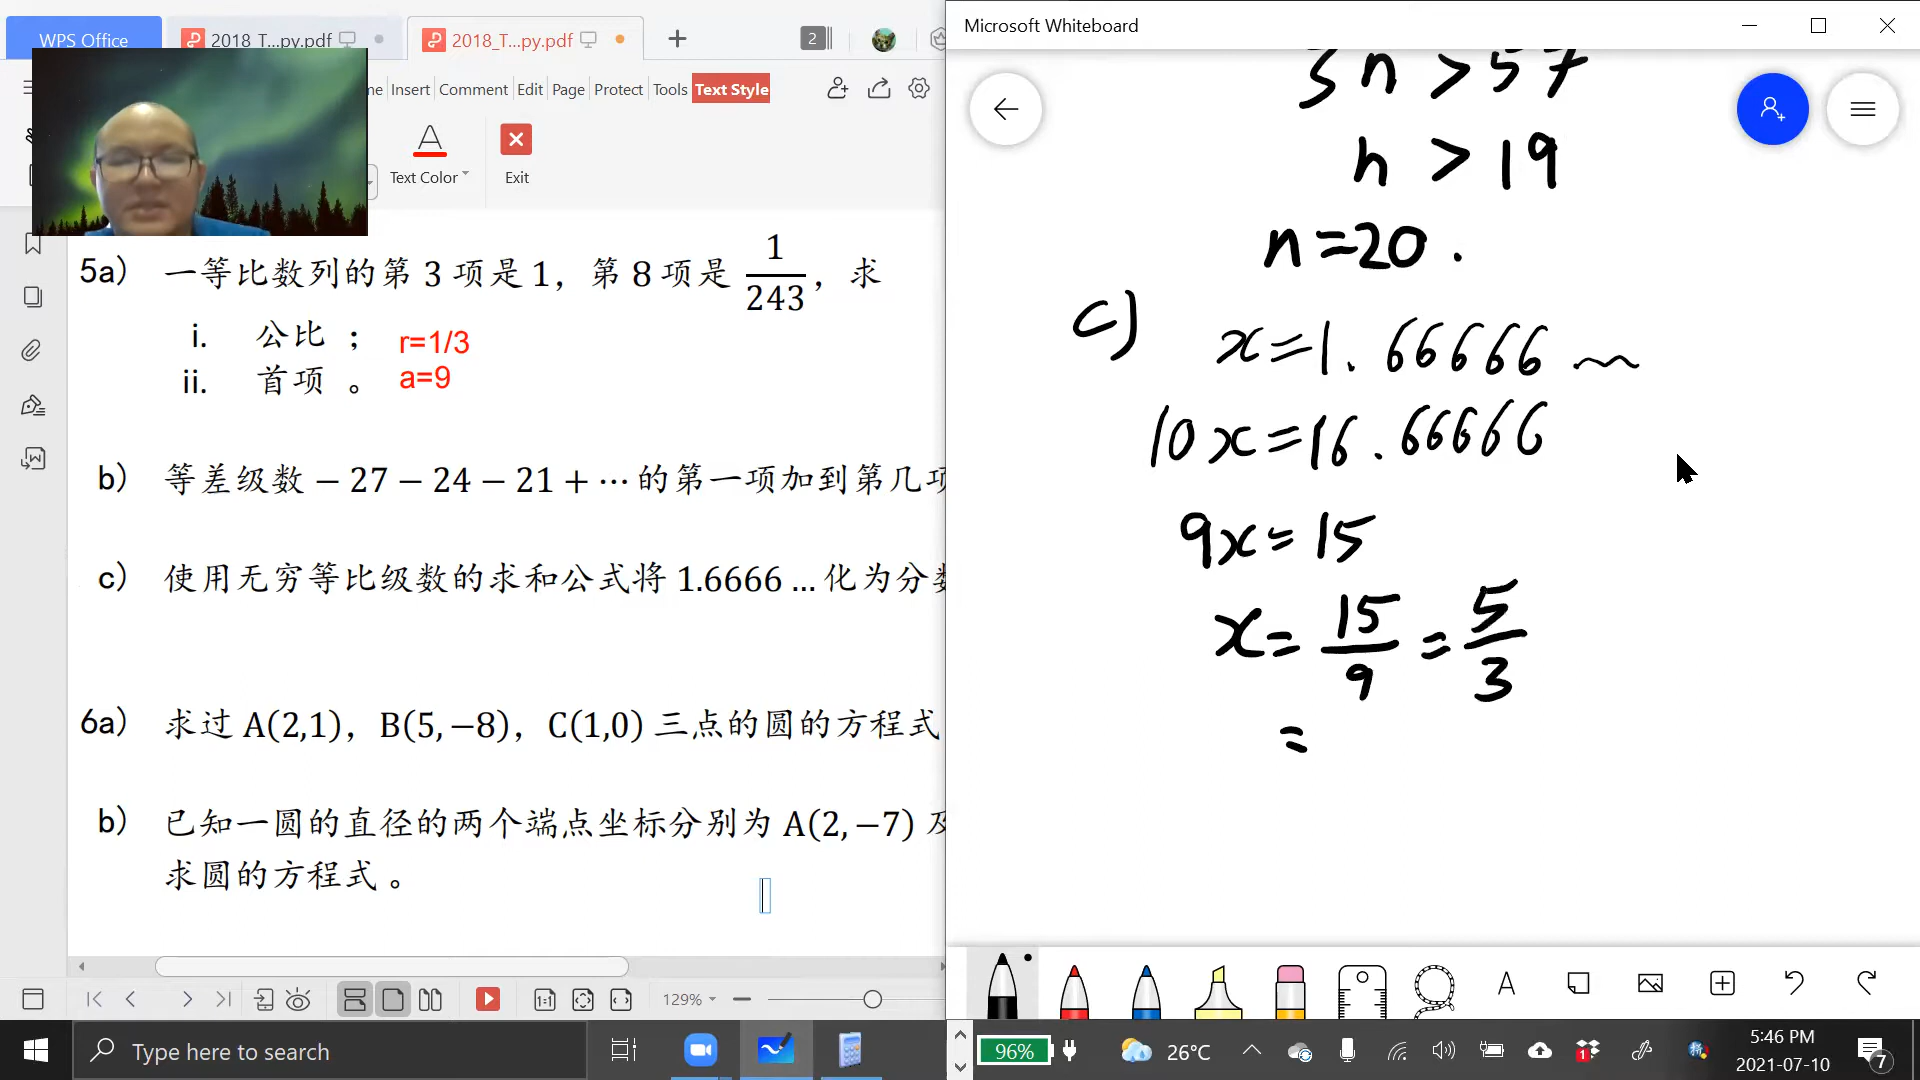 WPS Office
2018_T...py.pdf
2018_T...py.pdf
2
Insert Comment Edit Page Protect Tools Text Style
Text Color
Exit
5a) 一等比数列的第 3 项是 1，第 8 项是 1/243，求
i. 公比 ； r=1/3
ii. 首项 。 a=9
b) 等差级数 −27 − 24 − 21 + ⋯ 的第一项加到第几项
c) 使用无穷等比级数的求和公式将 1.6666 ... 化为分数
6a) 求过 A(2,1)，B(5,−8)，C(1,0) 三点的圆的方程式
b) 已知一圆的直径的两个端点坐标分别为 A(2,−7) 及
求圆的方程式 。
129%
Microsoft Whiteboard
3n > 57
n > 19
n=20 .
c) x=1.66666 ~
10x=16.66666
9x=15
x= 15/9 = 5/3
=
Type here to search
96%
26°C
1
5:46 PM
2021-07-10
7